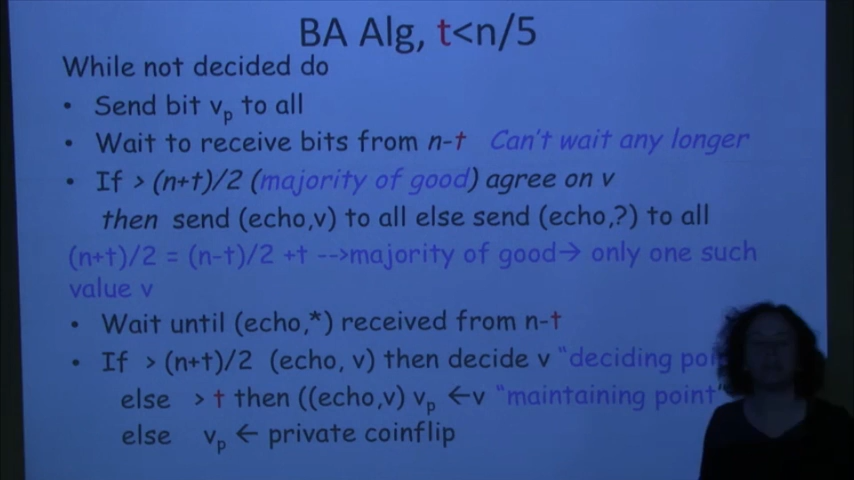 BA Alg, t<n/5
While not decided do
• Send bit vp to all
• Wait to receive bits from n-t Can't wait any longer
• If > (n+t)/2 (majority of good) agree on v
then send (echo,v) to all else send (echo,?) to all
(n+t)/2 = (n-t)/2 +t -->majority of good→ only one such
value v
• Wait until (echo,*) received from n-t
• If > (n+t)/2 (echo, v) then decide v "deciding
else > t then ((echo,v) vp ←v "maintaining point"
else vp ← private coinflip